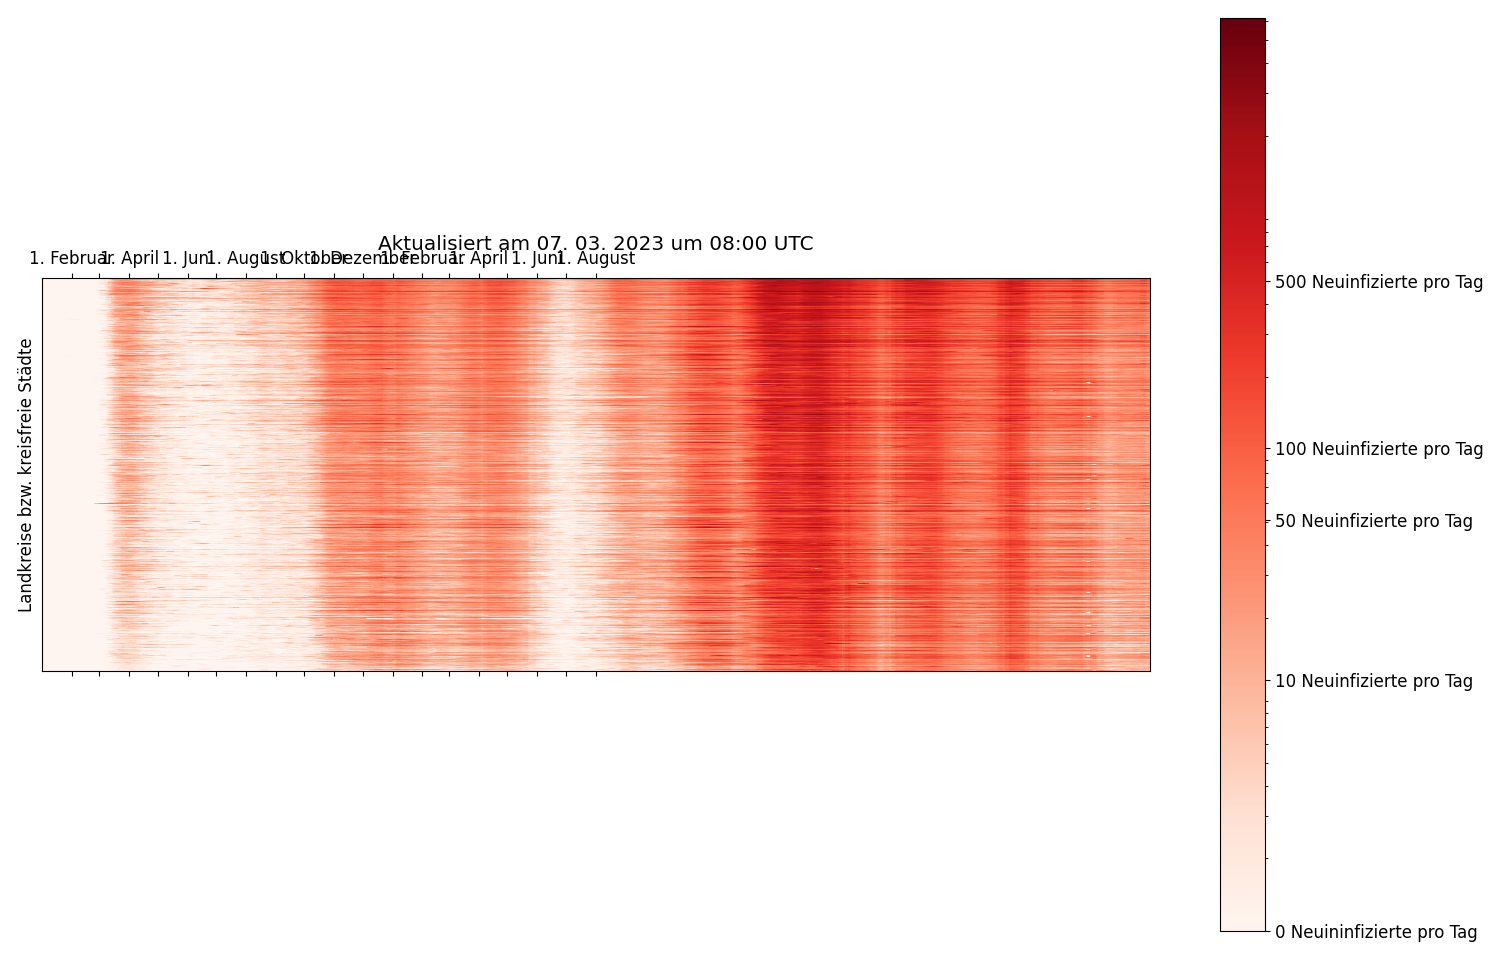 Aktualisiert am 07. 03. 2023 um 08:00 UTC
1. Februar 1. April 1. Juni 1. August 1. Oktober 1. Dezember 1. Februar 1. April 1. Juni 1. August
Landkreise bzw. kreisfreie Städte
500 Neuinfizierte pro Tag
100 Neuinfizierte pro Tag
50 Neuinfizierte pro Tag
10 Neuinfizierte pro Tag
0 Neuininfizierte pro Tag